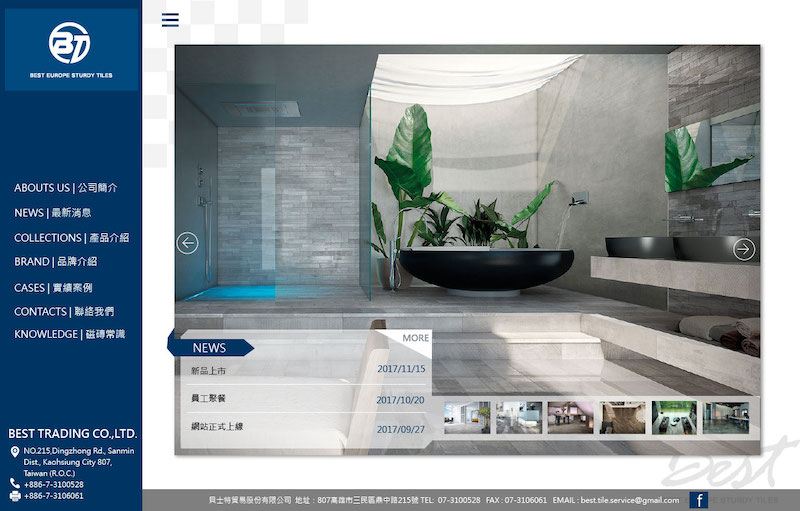 BT
BEST EUROPE STURDY TILES
ABOUTS US | 公司簡介
NEWS | 最新消息
COLLECTIONS | 產品介紹
BRAND | 品牌介紹
CASES | 實績案例
CONTACTS | 聯絡我們
KNOWLEDGE | 磁磚常識
BEST TRADING CO.,LTD.
NO.215,Dingzhong Rd., Sanmin
Dist., Kaohsiung City 807,
Taiwan (R.O.C.)
+886-7-3100528
+886-7-3106061
NEWS
MORE
新品上市 2017/11/15
員工聚餐 2017/10/20
網站正式上線 2017/09/27
Best
BE EUROPE STURDY TILES
貝士特貿易股份有限公司 地址：807高雄市三民區鼎中路215號 TEL: 07-3100528 FAX : 07-3106061 EMAIL : best.tile.service@gmail.com f